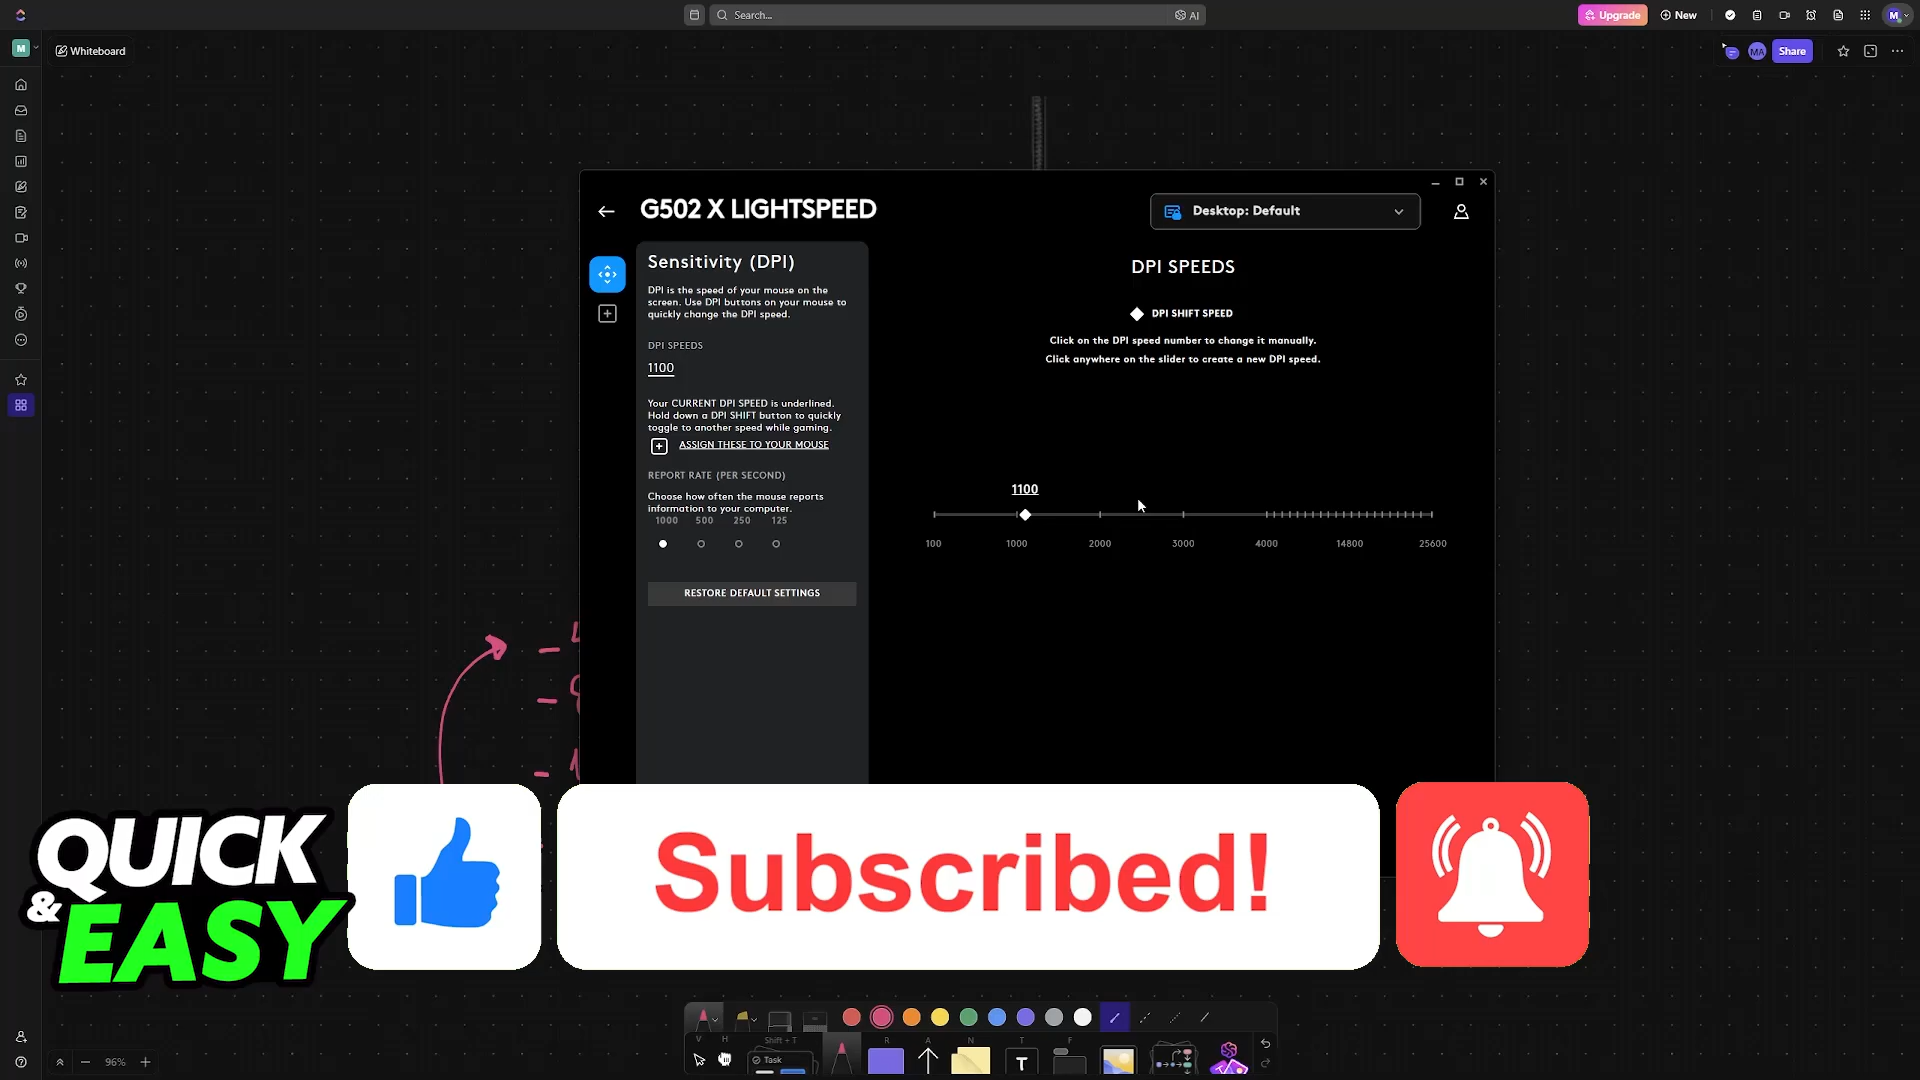 Search...
AI
Upgrade
New
M
M
Whiteboard
MA
Share
G502 X LIGHTSPEED
Desktop: Default
Sensitivity (DPI)
DPI is the speed of your mouse on the
screen. Use DPI buttons on your mouse to
quickly change the DPI speed.
DPI SPEEDS
1100
Your CURRENT DPI SPEED is underlined.
Hold down a DPI SHIFT button to quickly
toggle to another speed while gaming.
ASSIGN THESE TO YOUR MOUSE
REPORT RATE (PER SECOND)
Choose how often the mouse reports
information to your computer.
1000 500 250 125
RESTORE DEFAULT SETTINGS
DPI SPEEDS
DPI SHIFT SPEED
Click on the DPI speed number to change it manually.
Click anywhere on the slider to create a new DPI speed.
1100
100 1000 2000 3000 4000 14800 25600
QUICK
& EASY
Subscribed!
V H Shift + T R A N T F
Task
T
96%